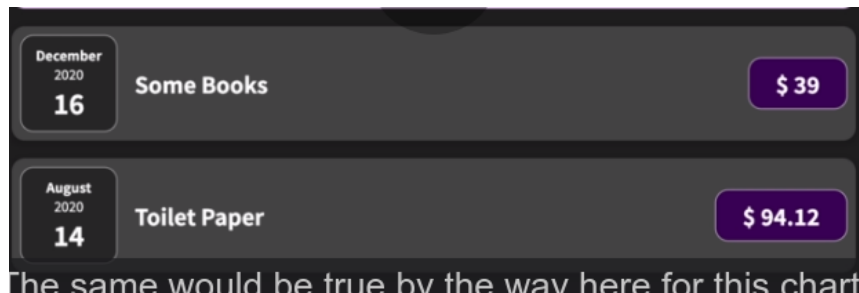 December
2020
16
Some Books
$ 39
August
2020
14
Toilet Paper
$ 94.12
The same would be true by the way here for this chart